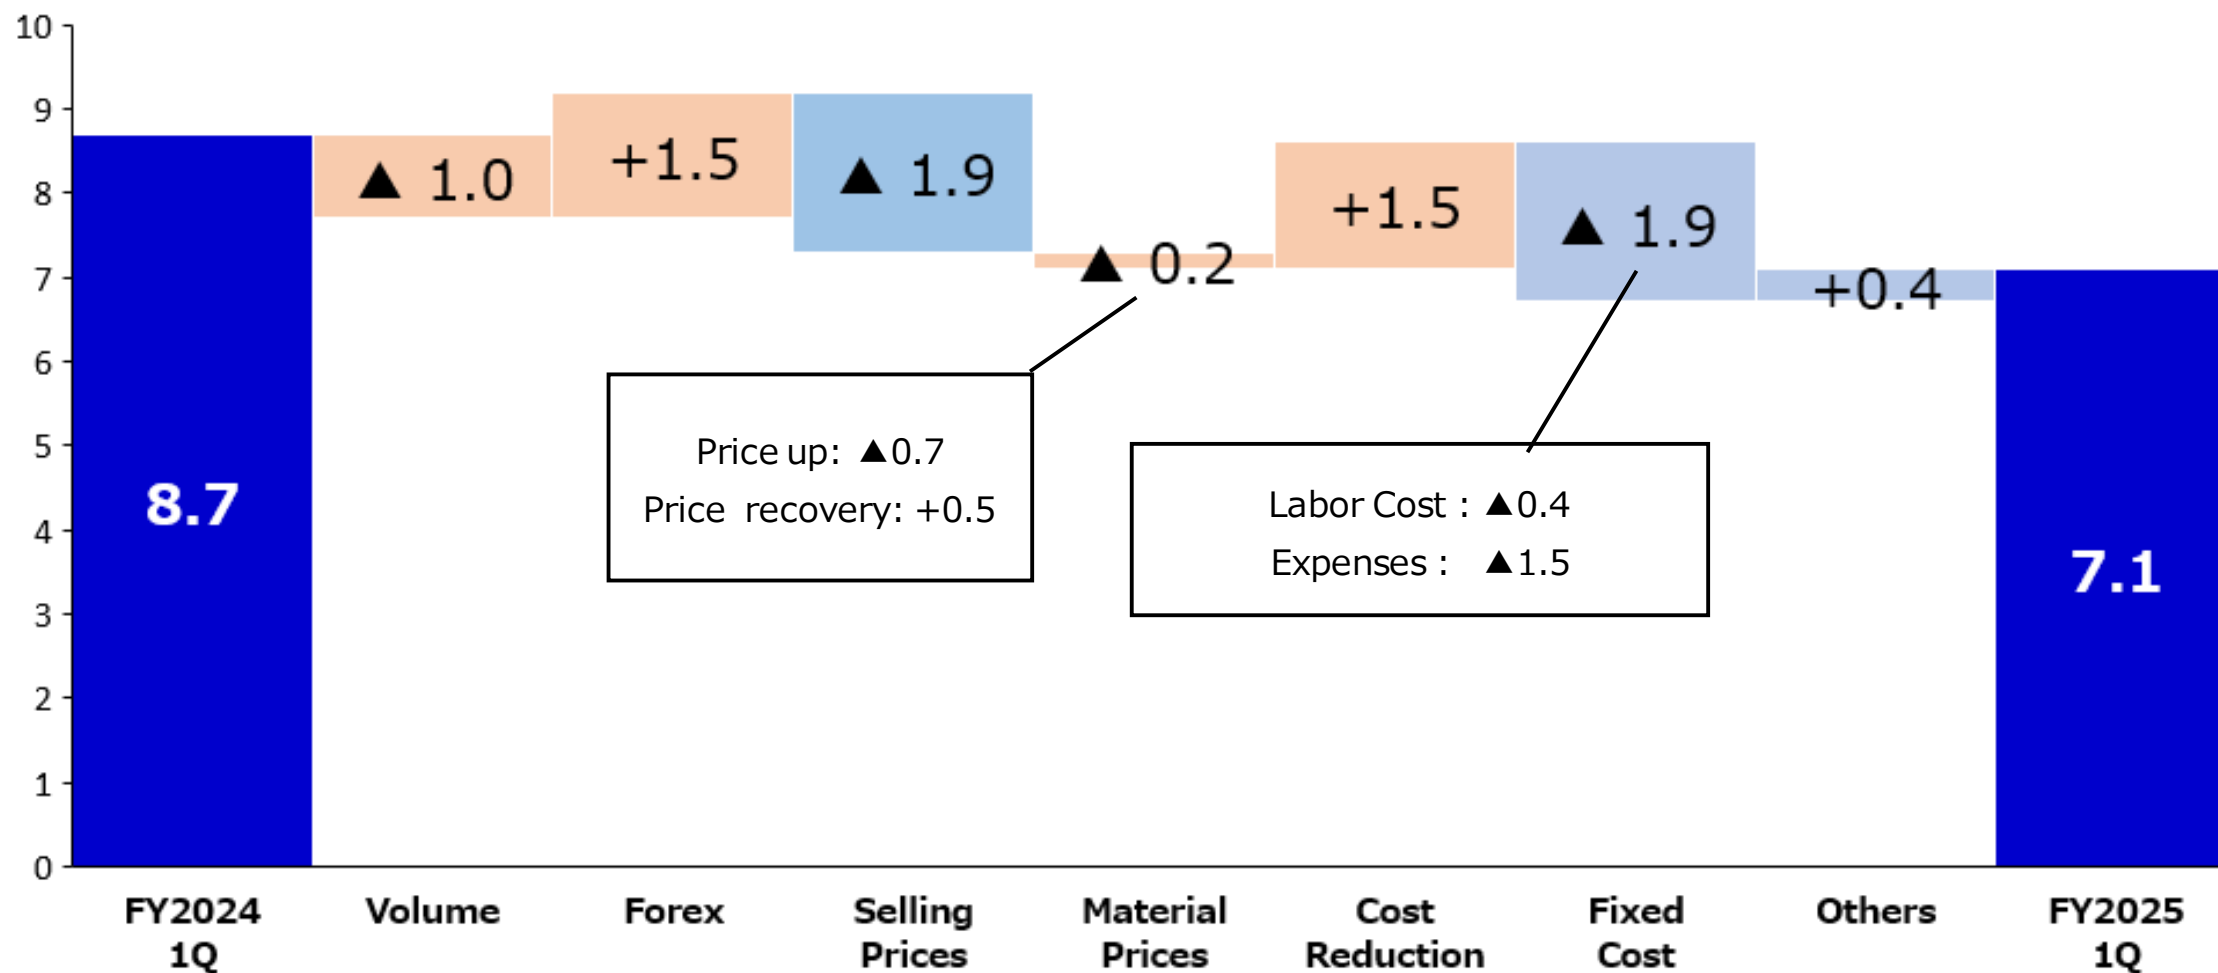 10
9
8
7
6
5
4
3
2
1
0
8.7
▲ 1.0
+1.5
▲ 1.9
▲ 0.2
+1.5
▲ 1.9
+0.4
7.1
Price up: ▲0.7
Price recovery: +0.5
Labor Cost : ▲0.4
Expenses : ▲1.5
FY2024
1Q
Volume
Forex
Selling
Prices
Material
Prices
Cost
Reduction
Fixed
Cost
Others
FY2025
1Q